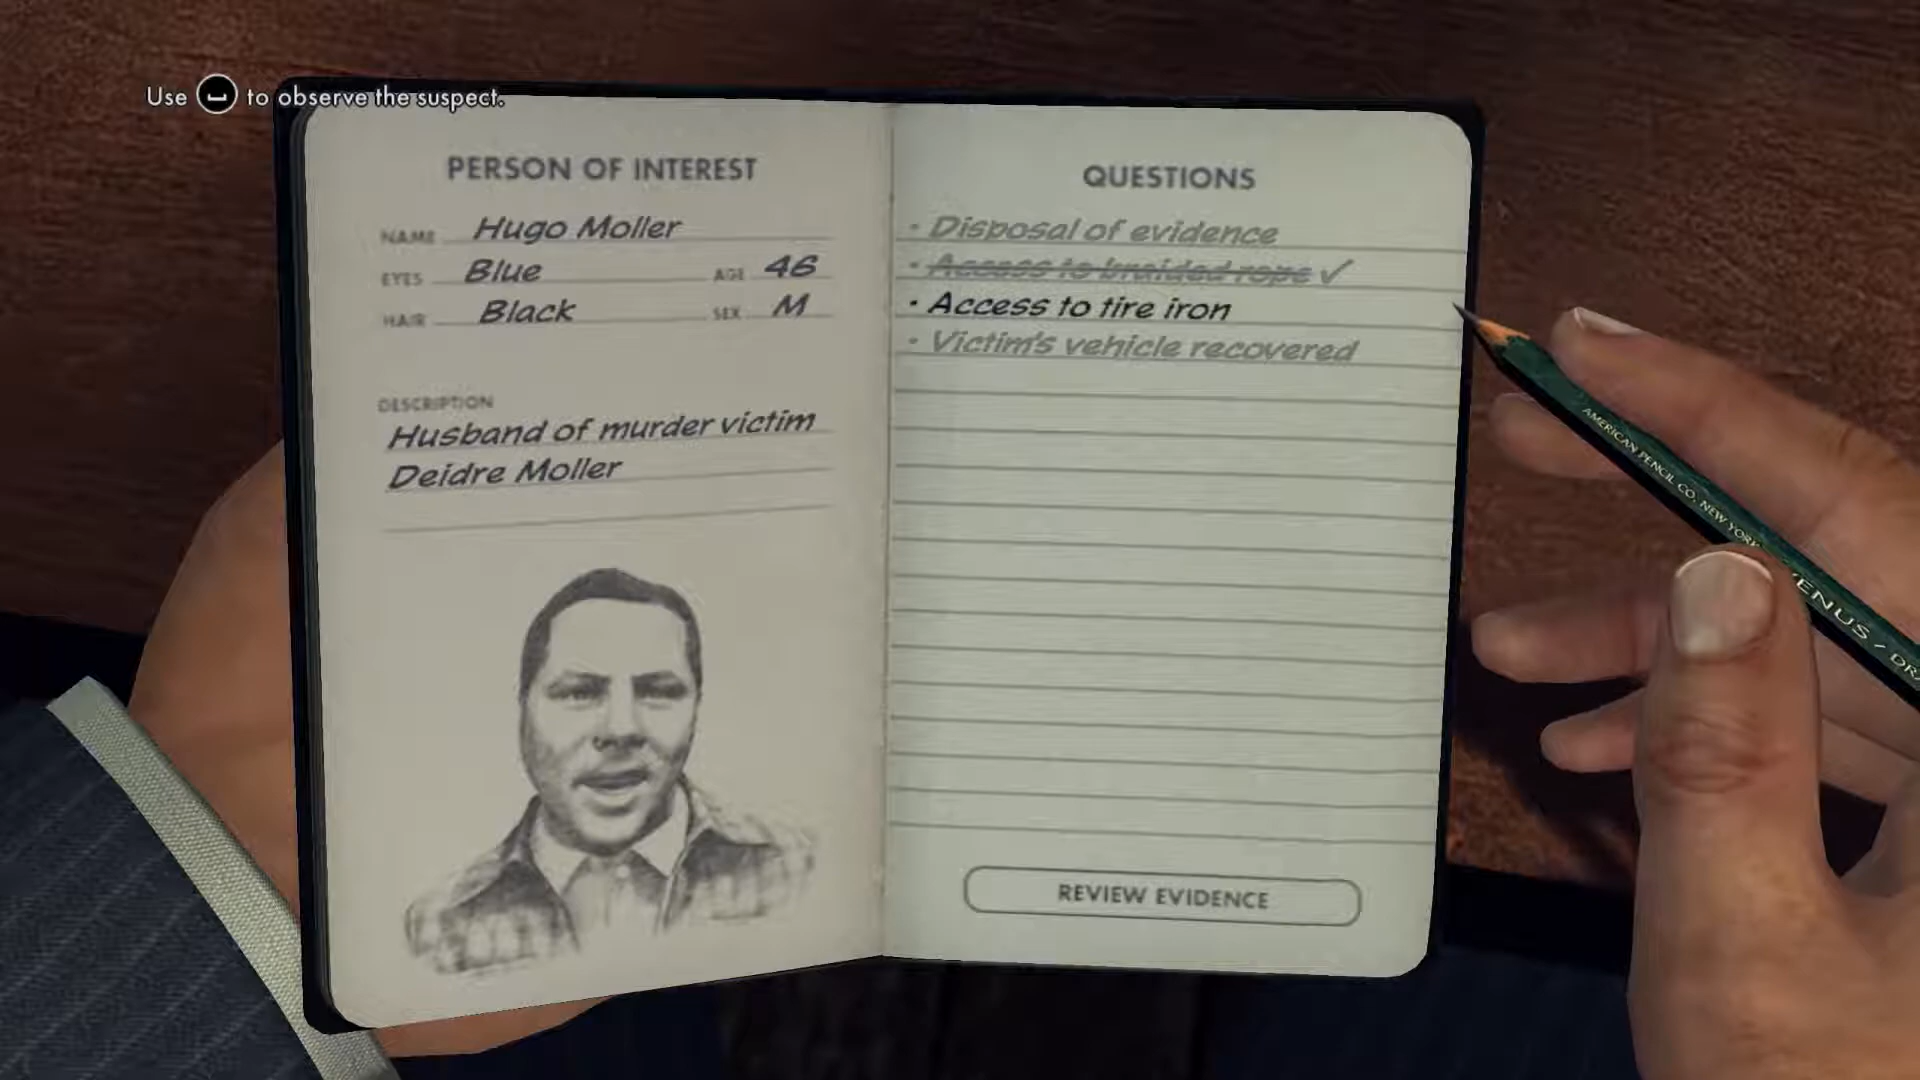 Use to observe the suspect.
PERSON OF INTEREST
NAME Hugo Moller
EYES Blue AGE 46
HAIR Black SEX M
DESCRIPTION
Husband of murder victim
Deidre Moller
QUESTIONS
• Disposal of evidence
• Access to braided rope ✓
• Access to tire iron
• Victim's vehicle recovered
REVIEW EVIDENCE
AMERICAN PENCIL CO. NEW YORK
VENUS / DRA